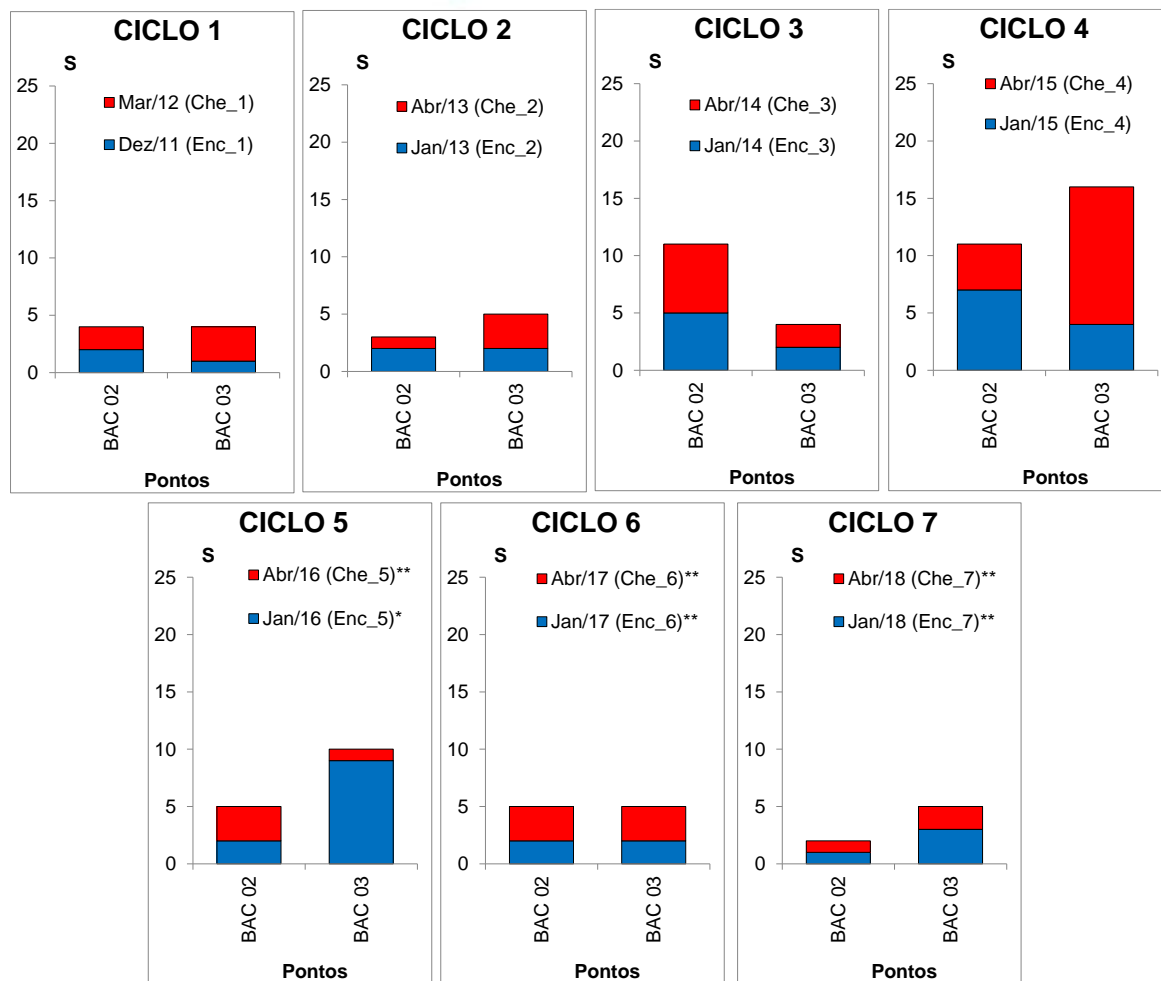 CICLO 1
S
25
20
15
10
5
0
Mar/12 (Che_1)
Dez/11 (Enc_1)
BAC 02
BAC 03
Pontos
CICLO 2
S
25
20
15
10
5
0
Abr/13 (Che_2)
Jan/13 (Enc_2)
BAC 02
BAC 03
Pontos
CICLO 3
S
25
20
15
10
5
0
Abr/14 (Che_3)
Jan/14 (Enc_3)
BAC 02
BAC 03
Pontos
CICLO 4
S
25
20
15
10
5
0
Abr/15 (Che_4)
Jan/15 (Enc_4)
BAC 02
BAC 03
Pontos
CICLO 5
S
25
20
15
10
5
0
Abr/16 (Che_5)**
Jan/16 (Enc_5)*
BAC 02
BAC 03
Pontos
CICLO 6
S
25
20
15
10
5
0
Abr/17 (Che_6)**
Jan/17 (Enc_6)**
BAC 02
BAC 03
Pontos
CICLO 7
S
25
20
15
10
5
0
Abr/18 (Che_7)**
Jan/18 (Enc_7)**
BAC 02
BAC 03
Pontos